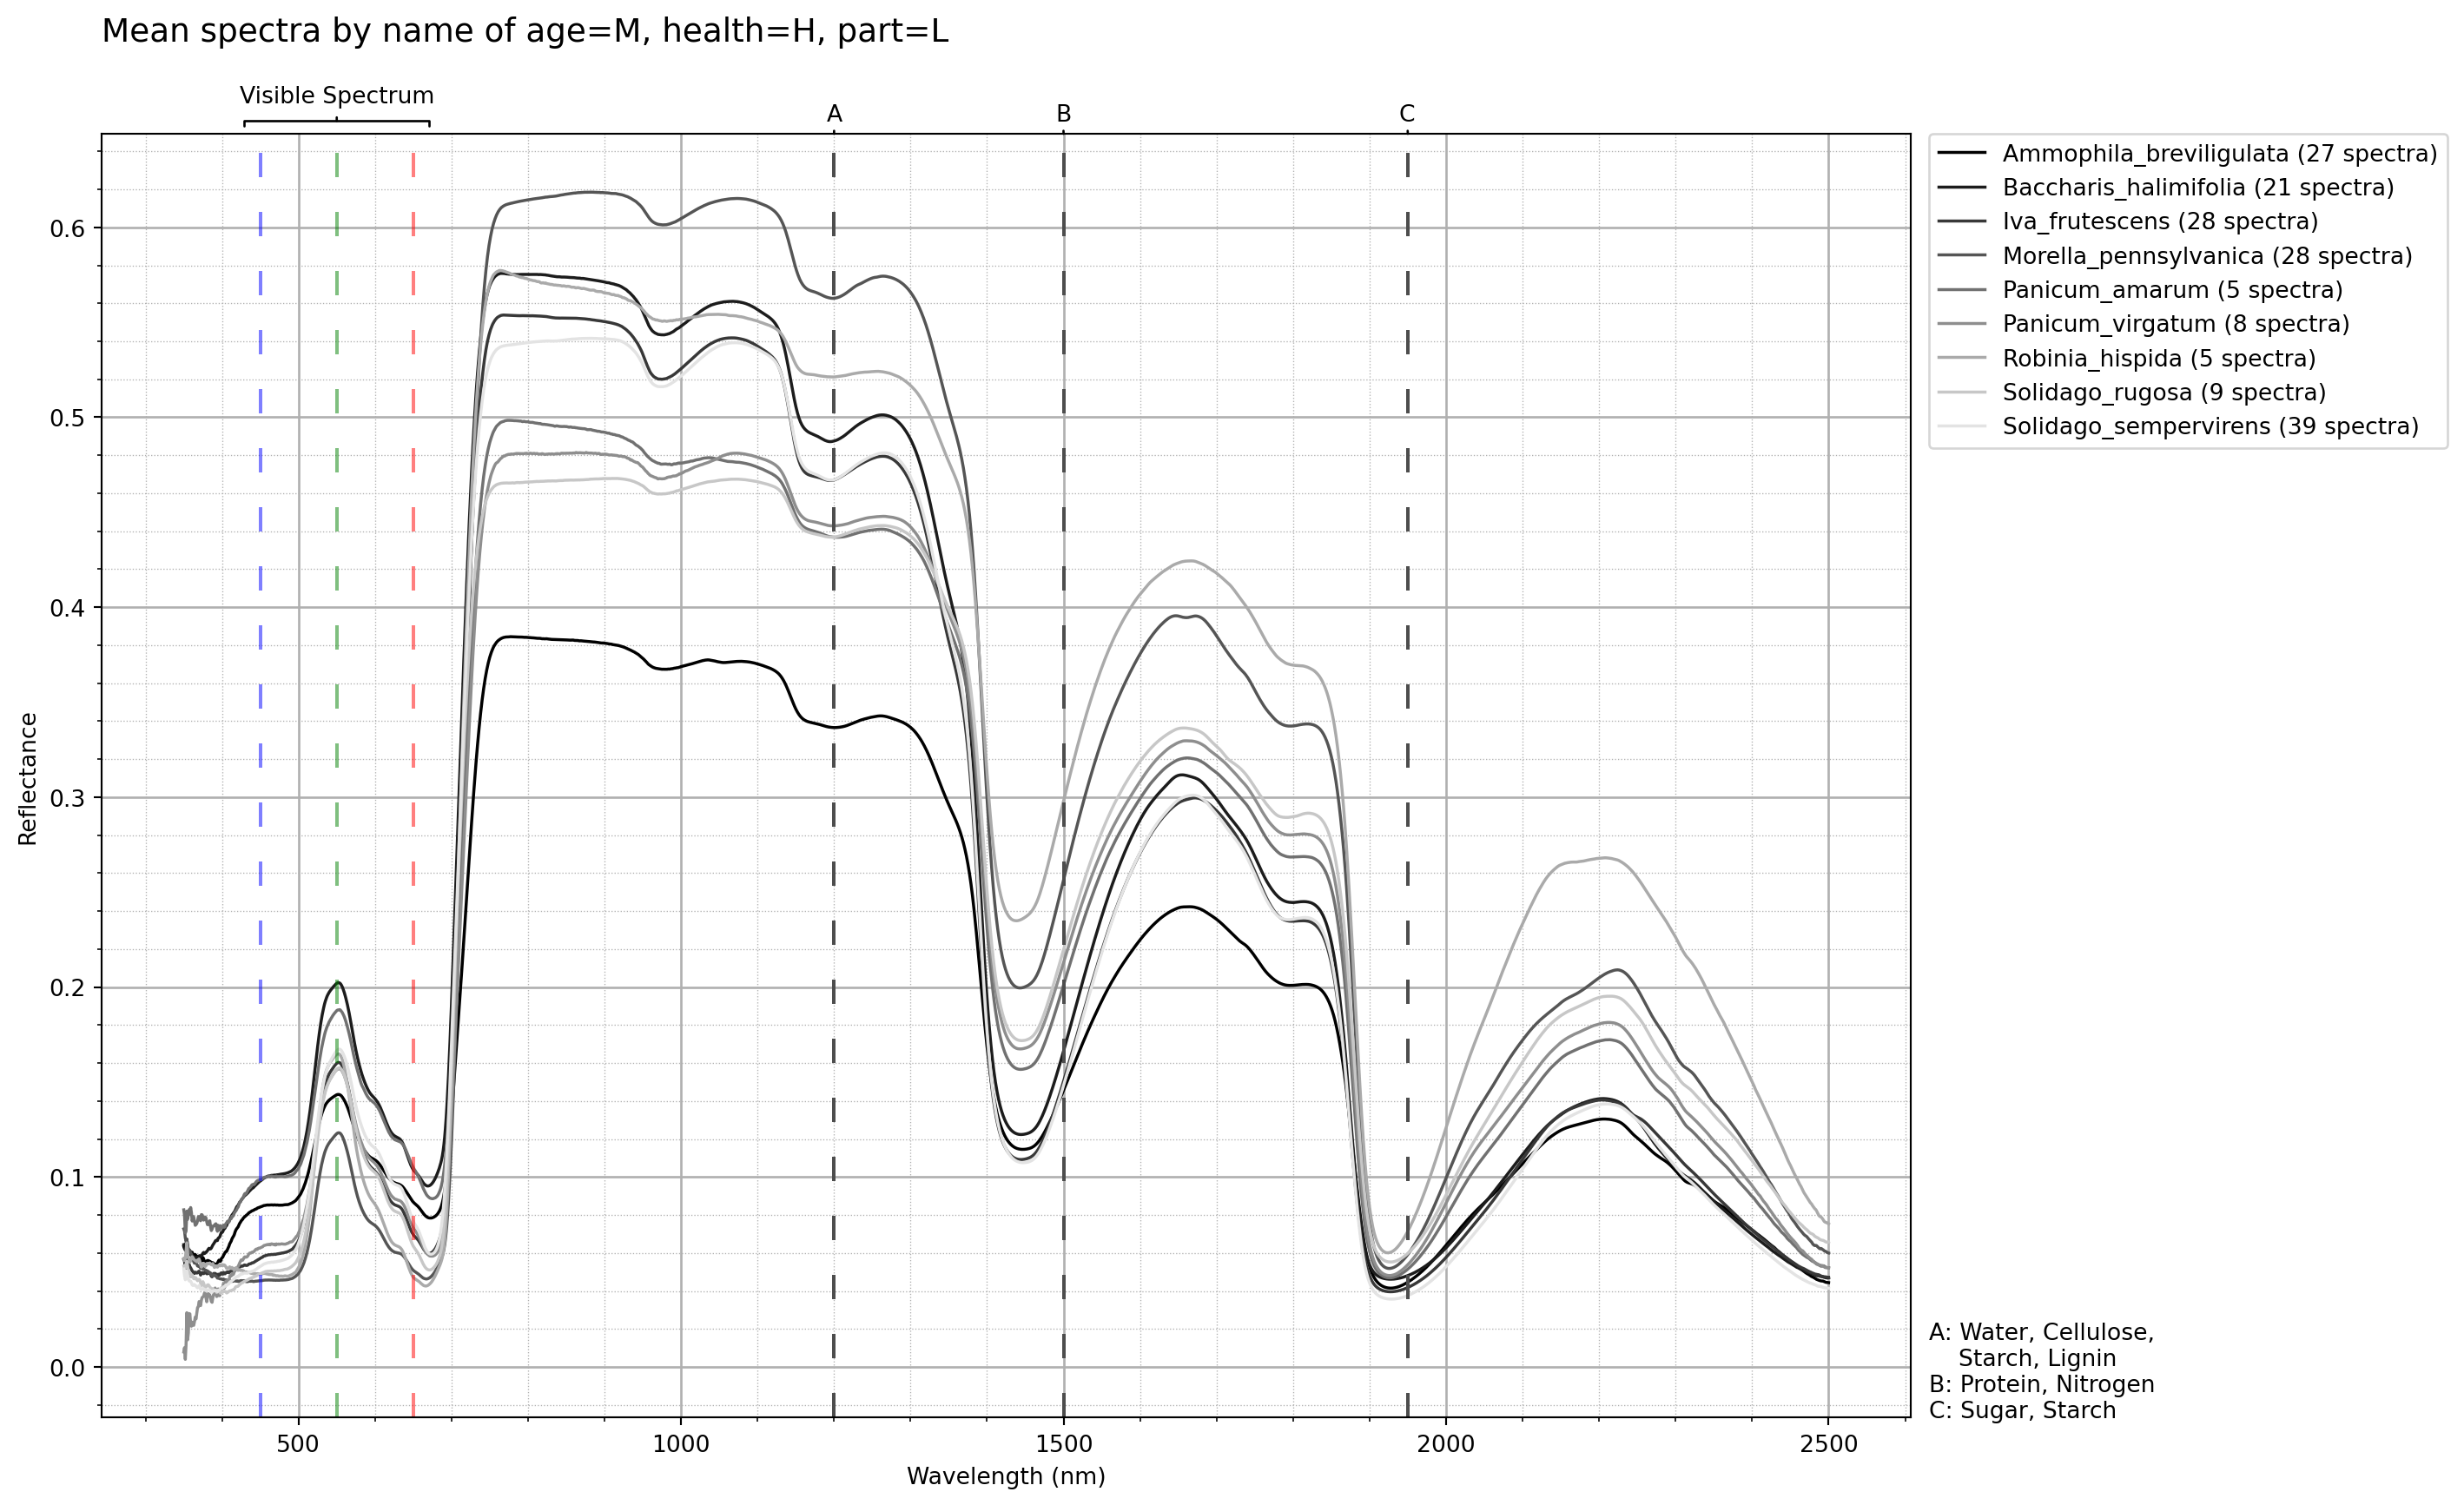 Mean spectra by name of age=M, health=H, part=L
Visible Spectrum
A
B
C
0.6
0.5
0.4
0.3
0.2
0.1
0.0
Reflectance
500
1000
1500
2000
2500
Wavelength (nm)
Ammophila_breviligulata (27 spectra)
Baccharis_halimifolia (21 spectra)
Iva_frutescens (28 spectra)
Morella_pennsylvanica (28 spectra)
Panicum_amarum (5 spectra)
Panicum_virgatum (8 spectra)
Robinia_hispida (5 spectra)
Solidago_rugosa (9 spectra)
Solidago_sempervirens (39 spectra)
A: Water, Cellulose,
Starch, Lignin
B: Protein, Nitrogen
C: Sugar, Starch